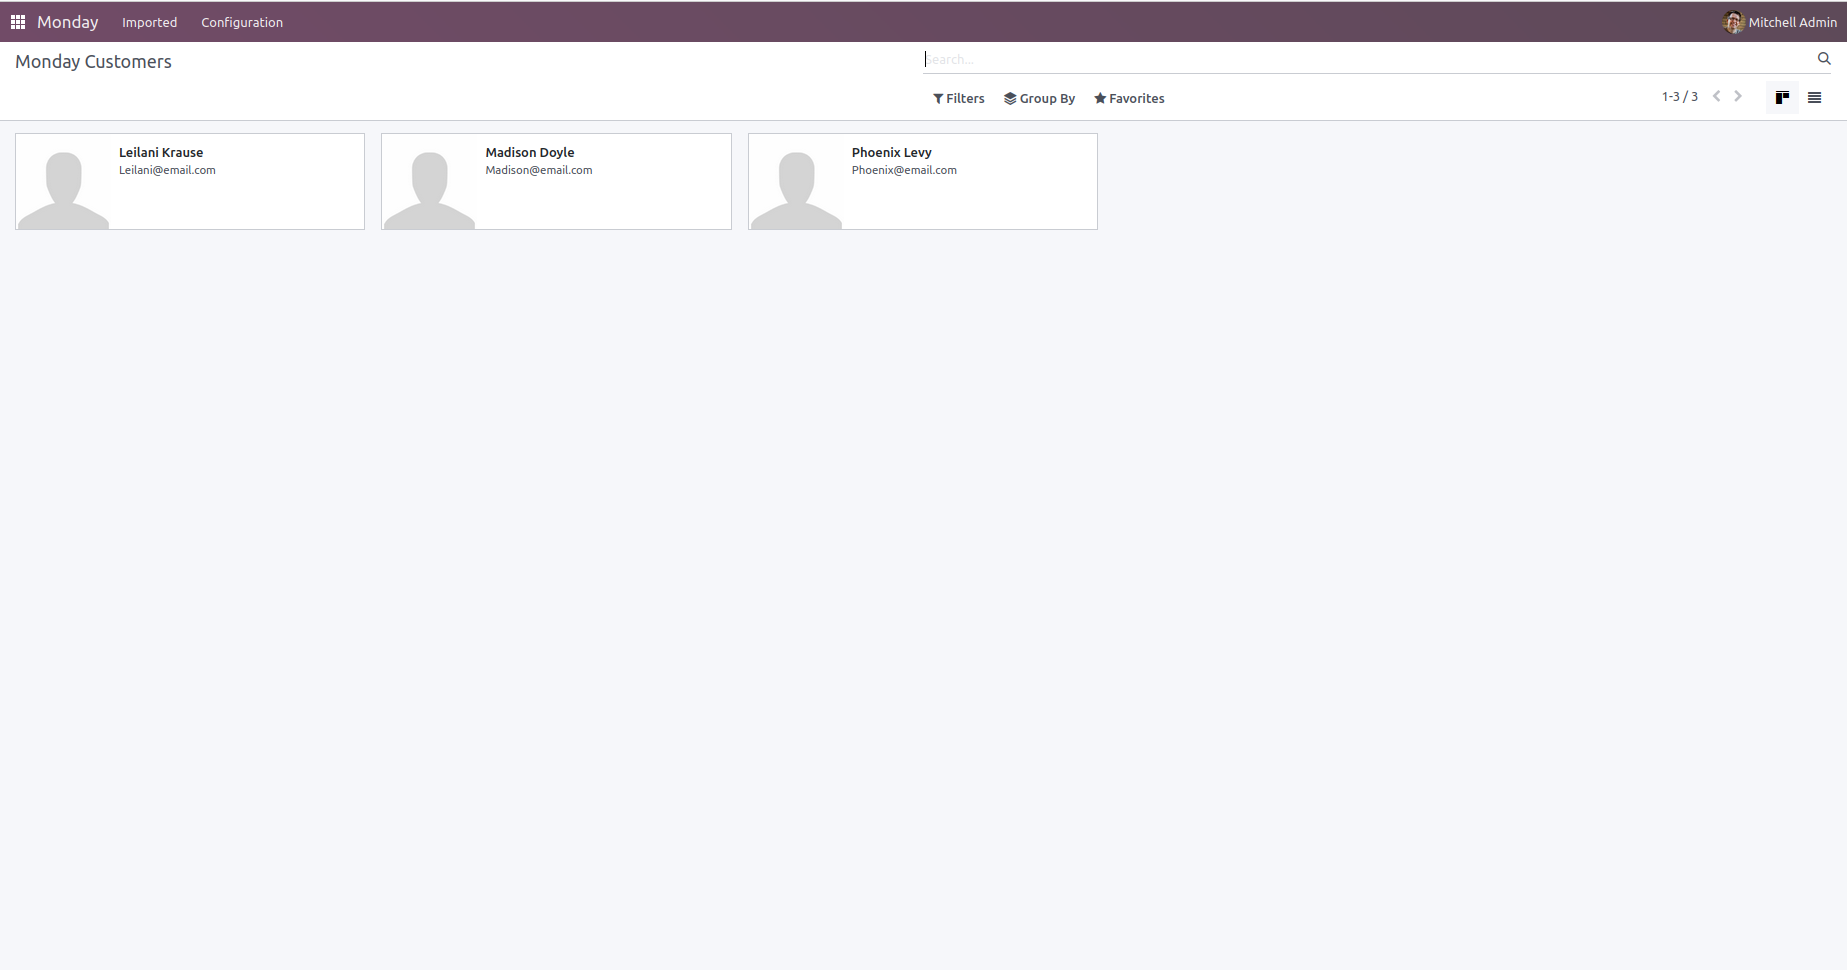 Monday Imported Configuration Mitchell Admin
Monday Customers
Search...
Filters Group By Favorites 1-3 / 3
Leilani Krause
Leilani@email.com
Madison Doyle
Madison@email.com
Phoenix Levy
Phoenix@email.com